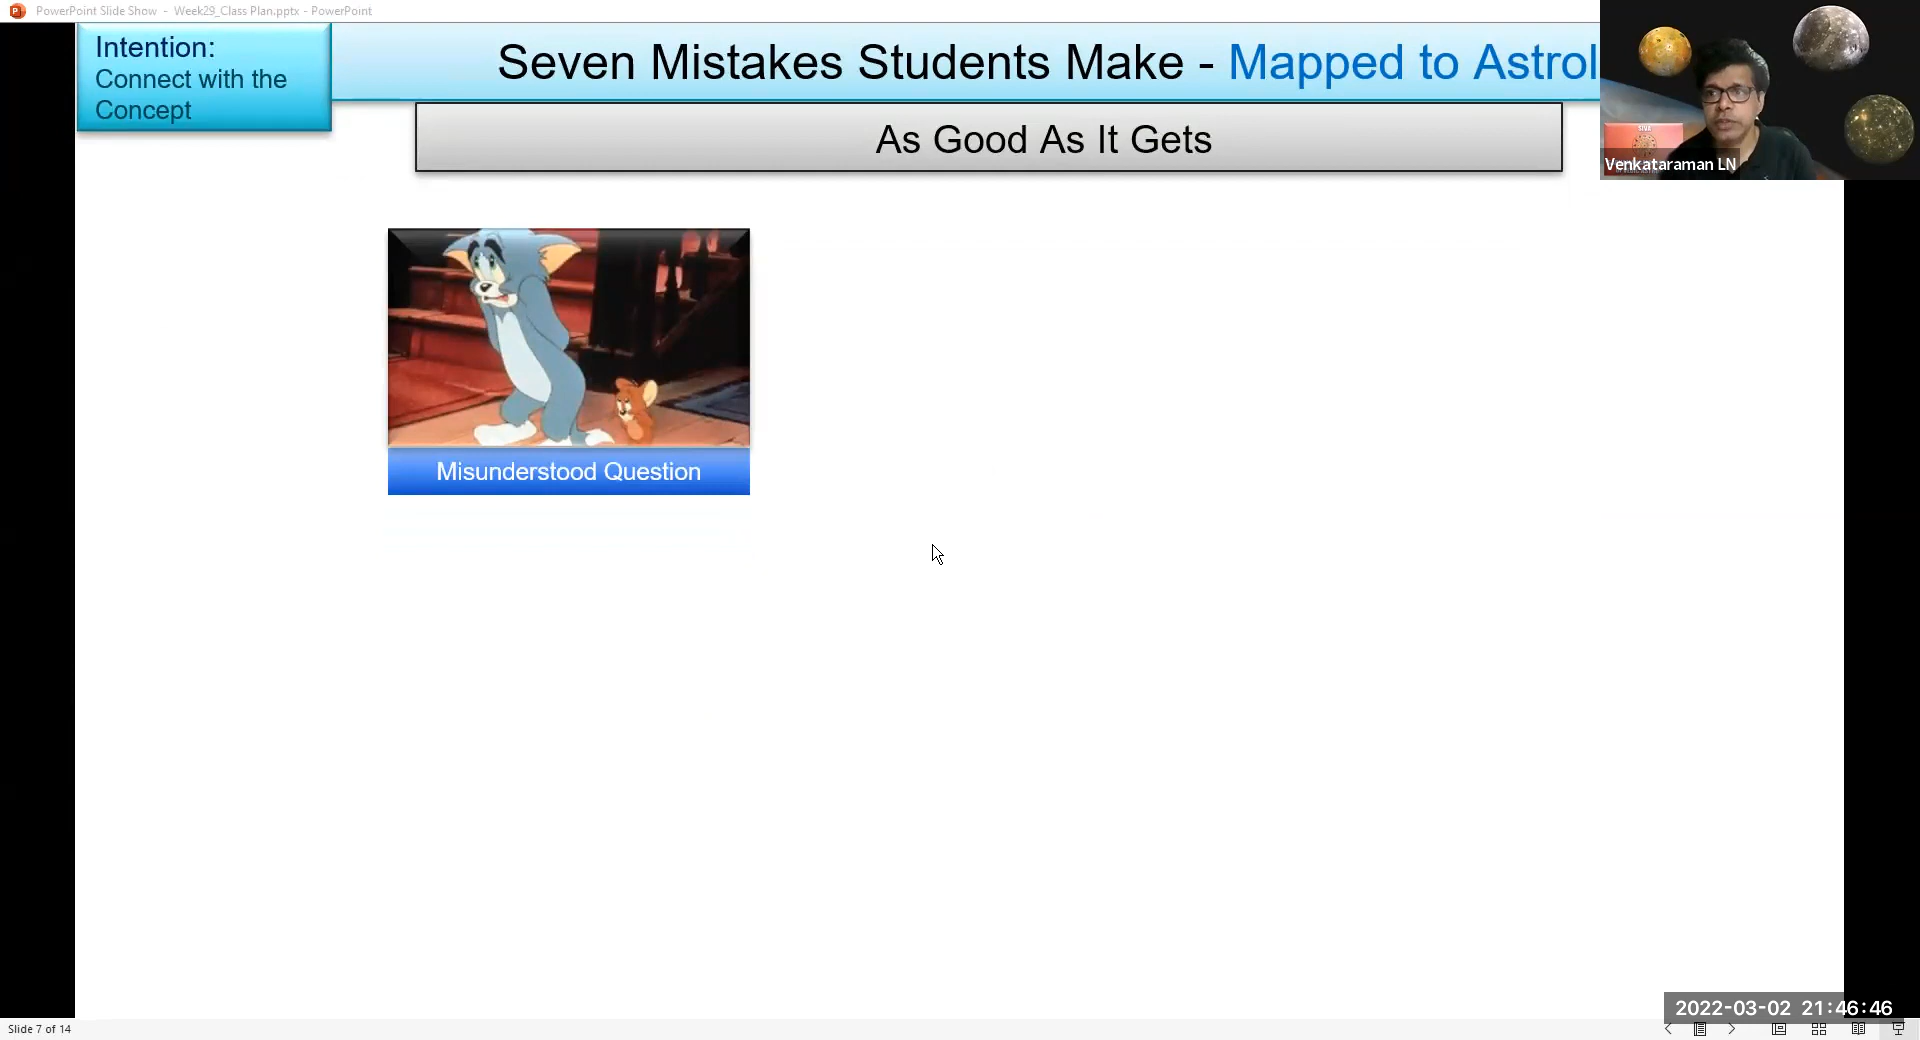 PowerPoint Slide Show - Week29_Class Plan.pptx - PowerPoint
Intention:
Connect with the
Concept
Seven Mistakes Students Make - Mapped to Astrol
As Good As It Gets
SIVA
Venkataraman LN
Misunderstood Question
2022-03-02 21:46:46
Slide 7 of 14